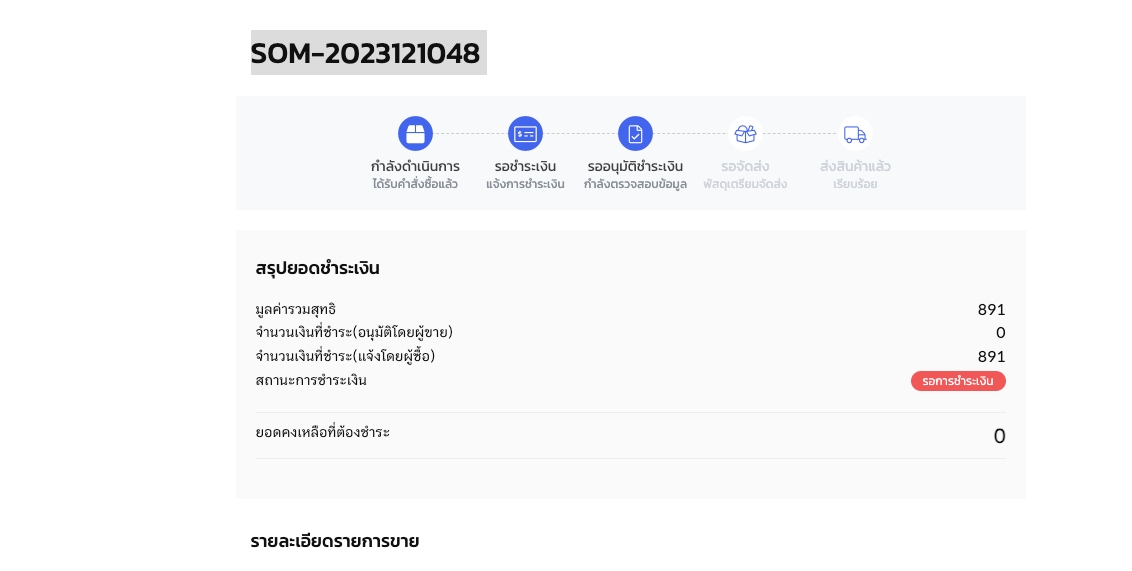 SOM-2023121048
กำลังดำเนินการ รอชำระเงิน รออนุมัติชำระเงิน รอจัดส่ง ส่งสินค้าแล้ว
ได้รับคำสั่งซื้อแล้ว แจ้งการชำระเงิน กำลังตรวจสอบข้อมูล พัสดุเตรียมจัดส่ง เรียบร้อย
สรุปยอดชำระเงิน
มูลค่ารวมสุทธิ 891
จำนวนเงินที่ชำระ(อนุมัติโดยผู้ขาย) 0
จำนวนเงินที่ชำระ(แจ้งโดยผู้ซื้อ) 891
สถานะการชำระเงิน รอการชำระเงิน
ยอดคงเหลือที่ต้องชำระ 0
รายละเอียดรายการขาย